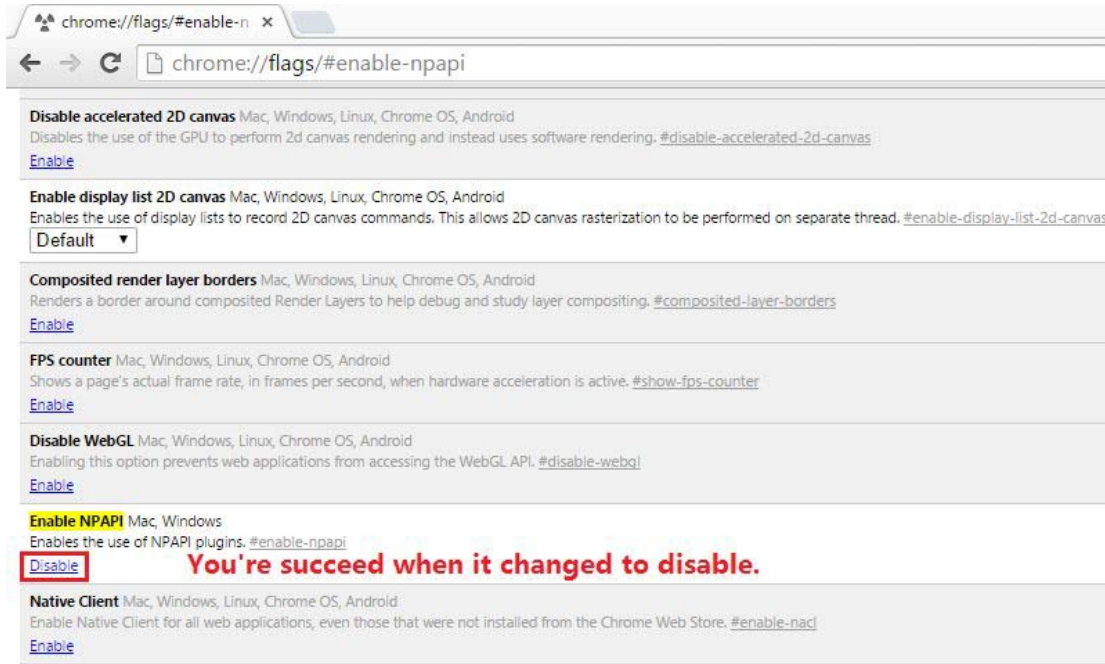 chrome://flags/#enable-n
chrome://flags/#enable-npapi
Disable accelerated 2D canvas Mac, Windows, Linux, Chrome OS, Android
Disables the use of the GPU to perform 2d canvas rendering and instead uses software rendering. #disable-accelerated-2d-canvas
Enable
Enable display list 2D canvas Mac, Windows, Linux, Chrome OS, Android
Enables the use of display lists to record 2D canvas commands. This allows 2D canvas rasterization to be performed on separate thread. #enable-display-list-2d-canvas
Default
Composited render layer borders Mac, Windows, Linux, Chrome OS, Android
Renders a border around composited Render Layers to help debug and study layer compositing. #composited-layer-borders
Enable
FPS counter Mac, Windows, Linux, Chrome OS, Android
Shows a page's actual frame rate, in frames per second, when hardware acceleration is active. #show-fps-counter
Enable
Disable WebGL Mac, Windows, Linux, Chrome OS, Android
Enabling this option prevents web applications from accessing the WebGL API. #disable-webgl
Enable
Enable NPAPI Mac, Windows
Enables the use of NPAPI plugins. #enable-npapi
Disable You're succeed when it changed to disable.
Native Client Mac, Windows, Linux, Chrome OS, Android
Enable Native Client for all web applications, even those that were not installed from the Chrome Web Store. #enable-nacl
Enable